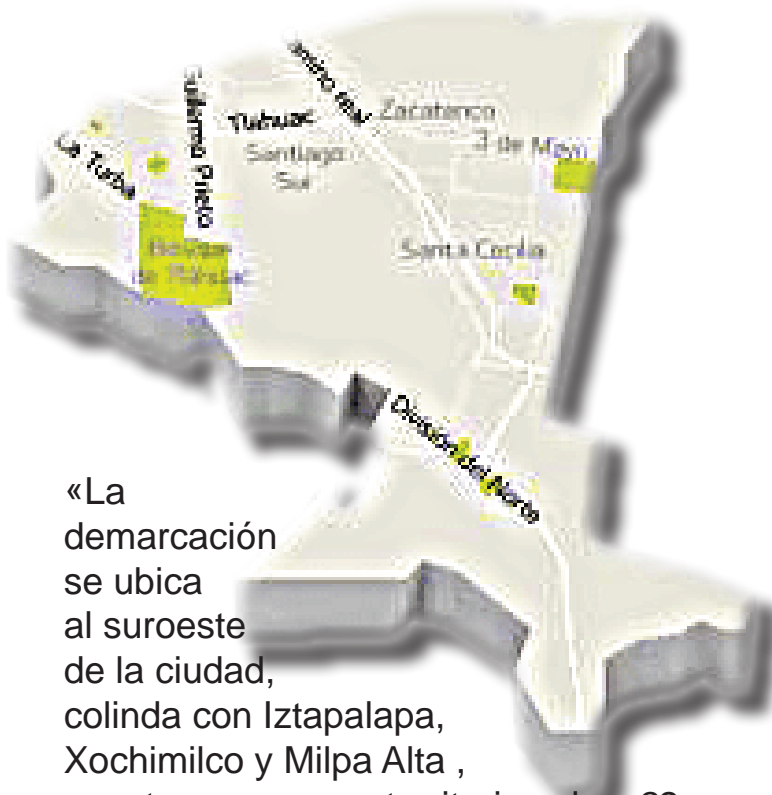 Guillermo Prieto
La Turba
Tláhuac
Zacatenco
Santiago
Sur
3 de Mayo
Bosque
de Tláhuac
Santa Cecilia
División del Norte
«La
demarcación
se ubica
al suroeste
de la ciudad,
colinda con Iztapalapa,
Xochimilco y Milpa Alta ,